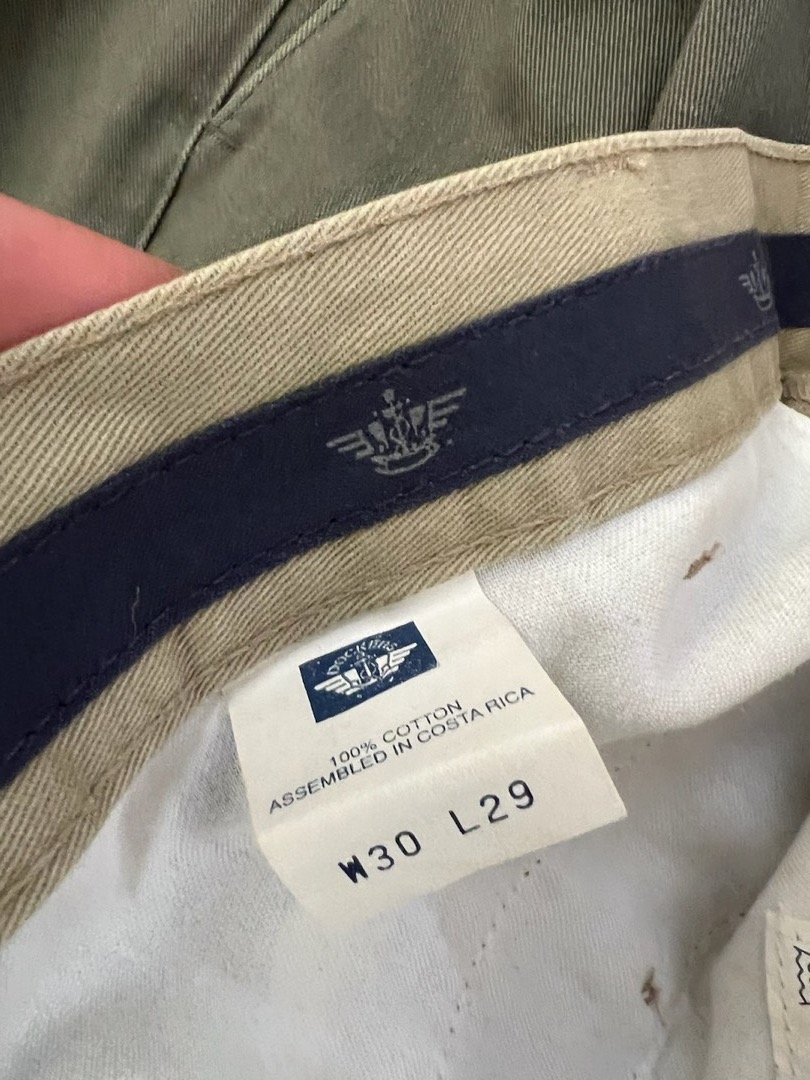 DOCKERS
100% COTTON
ASSEMBLED IN COSTA RICA
W30 L29